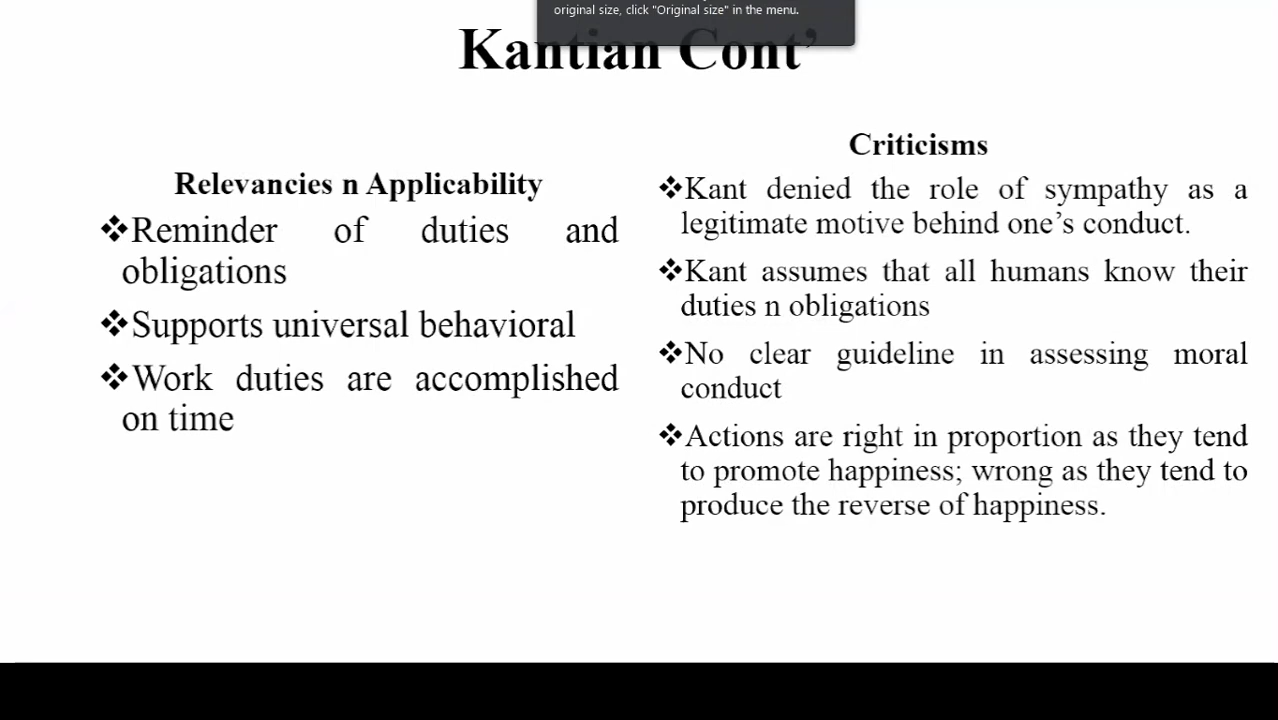 original size, click "Original size" in the menu.
Kantian Cont’
Relevancies n Applicability
❖Reminder of duties and
obligations
❖Supports universal behavioral
❖Work duties are accomplished
on time
Criticisms
❖Kant denied the role of sympathy as a
legitimate motive behind one’s conduct.
❖Kant assumes that all humans know their
duties n obligations
❖No clear guideline in assessing moral
conduct
❖Actions are right in proportion as they tend
to promote happiness; wrong as they tend to
produce the reverse of happiness.